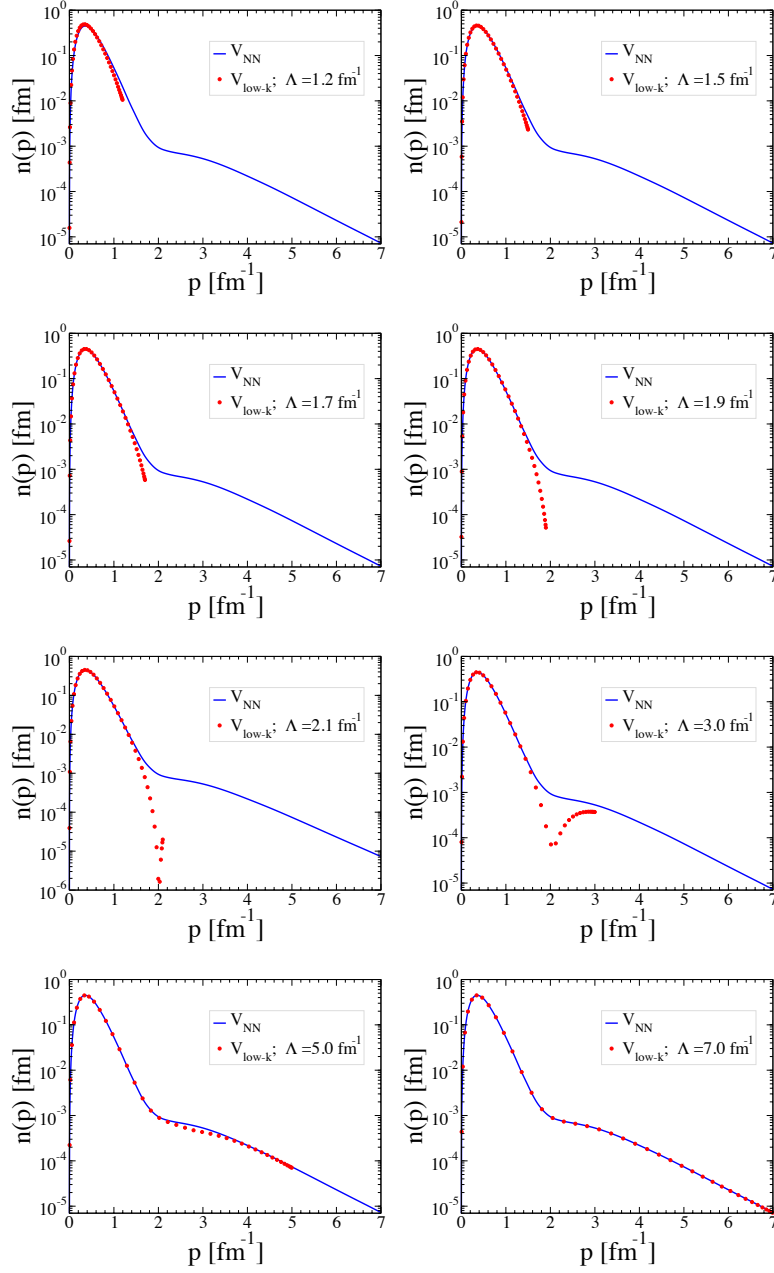 10^0
10^-1
10^-2
10^-3
10^-4
10^-5
n(p) [fm]
V_NN
V_low-k; Λ =1.2 fm^-1
0 1 2 3 4 5 6 7
p [fm^-1]
10^0
10^-1
10^-2
10^-3
10^-4
10^-5
n(p) [fm]
V_NN
V_low-k; Λ =1.5 fm^-1
0 1 2 3 4 5 6 7
p [fm^-1]
10^0
10^-1
10^-2
10^-3
10^-4
10^-5
n(p) [fm]
V_NN
V_low-k; Λ =1.7 fm^-1
0 1 2 3 4 5 6 7
p [fm^-1]
10^0
10^-1
10^-2
10^-3
10^-4
10^-5
n(p) [fm]
V_NN
V_low-k; Λ =1.9 fm^-1
0 1 2 3 4 5 6 7
p [fm^-1]
10^0
10^-1
10^-2
10^-3
10^-4
10^-5
10^-6
n(p) [fm]
V_NN
V_low-k; Λ =2.1 fm^-1
0 1 2 3 4 5 6 7
p [fm^-1]
10^0
10^-1
10^-2
10^-3
10^-4
10^-5
n(p) [fm]
V_NN
V_low-k; Λ =3.0 fm^-1
0 1 2 3 4 5 6 7
p [fm^-1]
10^0
10^-1
10^-2
10^-3
10^-4
10^-5
n(p) [fm]
V_NN
V_low-k; Λ =5.0 fm^-1
0 1 2 3 4 5 6 7
p [fm^-1]
10^0
10^-1
10^-2
10^-3
10^-4
10^-5
n(p) [fm]
V_NN
V_low-k; Λ =7.0 fm^-1
0 1 2 3 4 5 6 7
p [fm^-1]